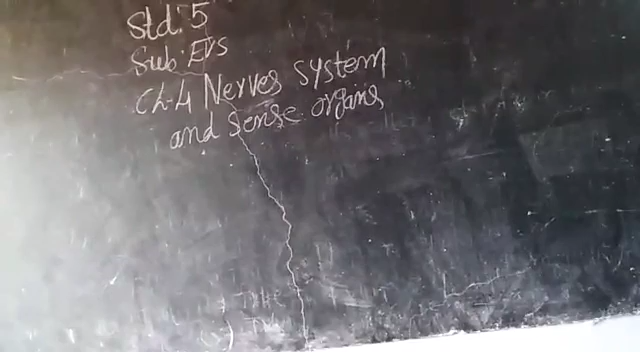 Std: 5
Sub: EVS
Ch-4 Nerves system
and sense organs